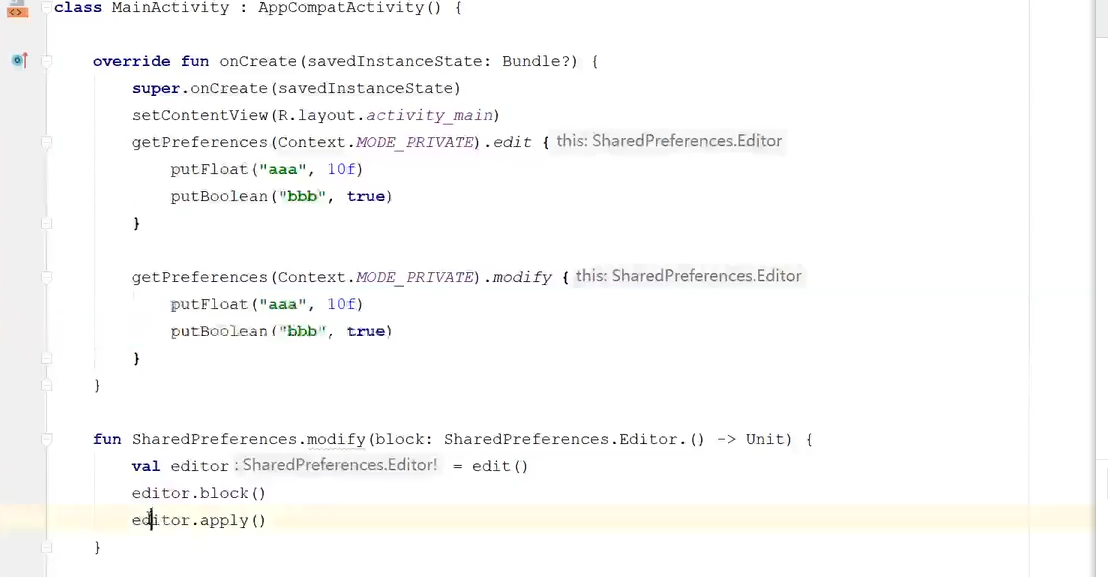 class MainActivity : AppCompatActivity() {
override fun onCreate(savedInstanceState: Bundle?) {
super.onCreate(savedInstanceState)
setContentView(R.layout.activity_main)
getPreferences(Context.MODE_PRIVATE).edit { this: SharedPreferences.Editor
putFloat("aaa", 10f)
putBoolean("bbb", true)
}
getPreferences(Context.MODE_PRIVATE).modify { this: SharedPreferences.Editor
putFloat("aaa", 10f)
putBoolean("bbb", true)
}
}
fun SharedPreferences.modify(block: SharedPreferences.Editor.() -> Unit) {
val editor : SharedPreferences.Editor! = edit()
editor.block()
editor.apply()
}